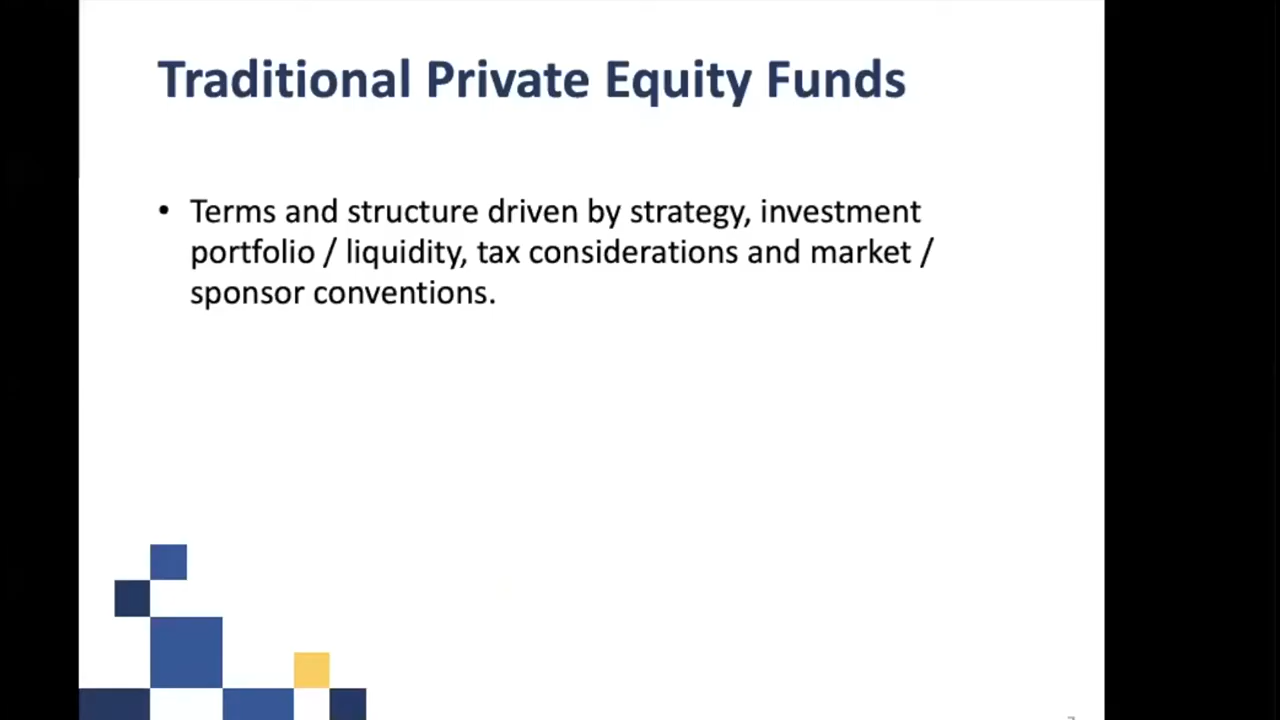 Traditional Private Equity Funds
• Terms and structure driven by strategy, investment
portfolio / liquidity, tax considerations and market /
sponsor conventions.